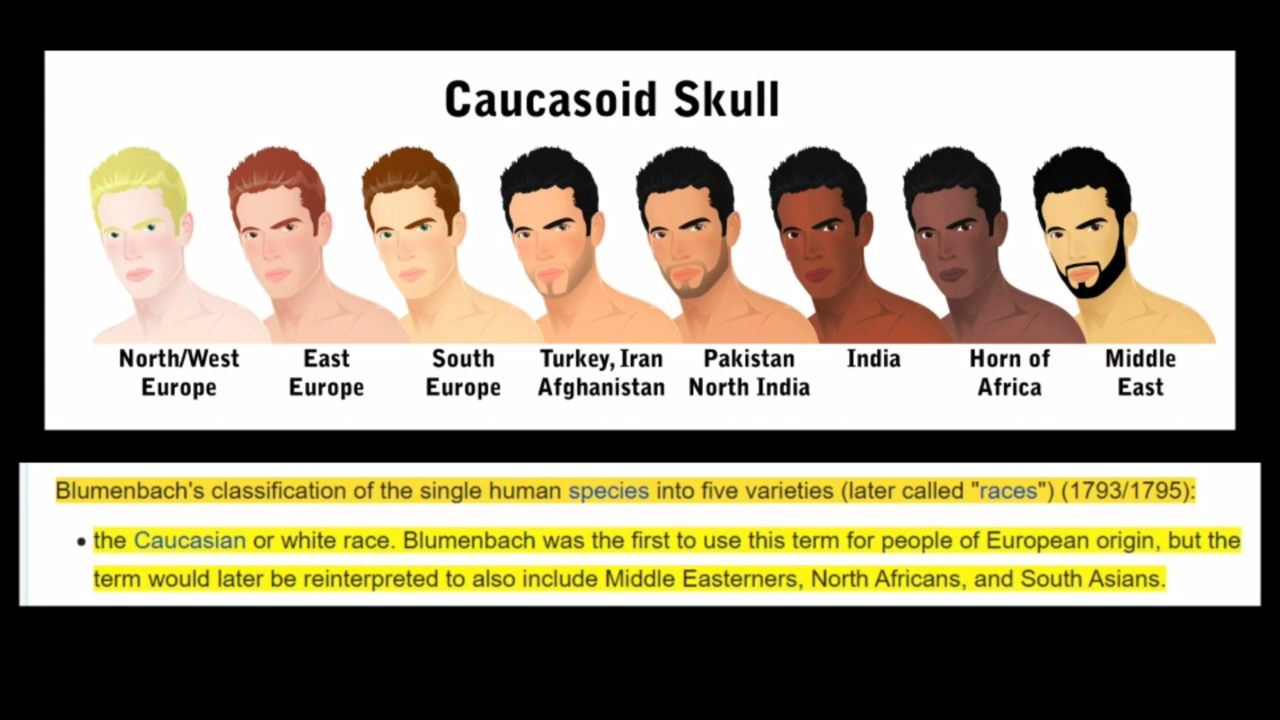 Caucasoid Skull
North/West Europe
East Europe
South Europe
Turkey, Iran Afghanistan
Pakistan North India
India
Horn of Africa
Middle East
Blumenbach's classification of the single human species into five varieties (later called "races") (1793/1795):
• the Caucasian or white race. Blumenbach was the first to use this term for people of European origin, but the
term would later be reinterpreted to also include Middle Easterners, North Africans, and South Asians.